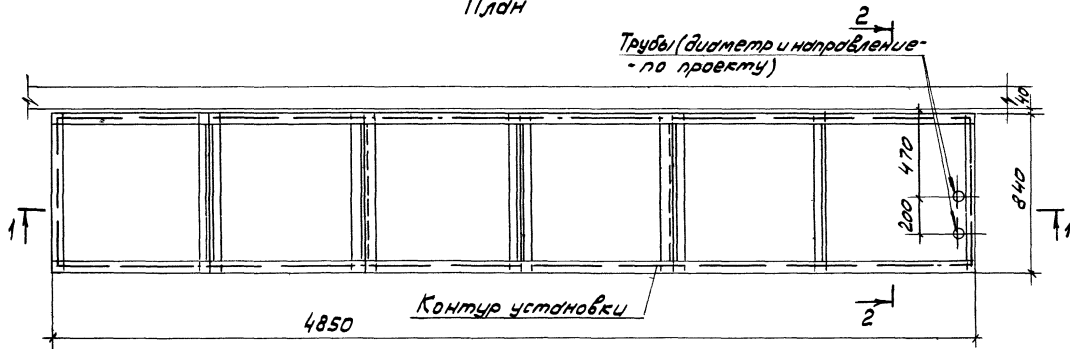 План
2
Трубы (диаметр и направление-
- по проекту)
40
470
200
840
1
1
Контур установки
2
4850